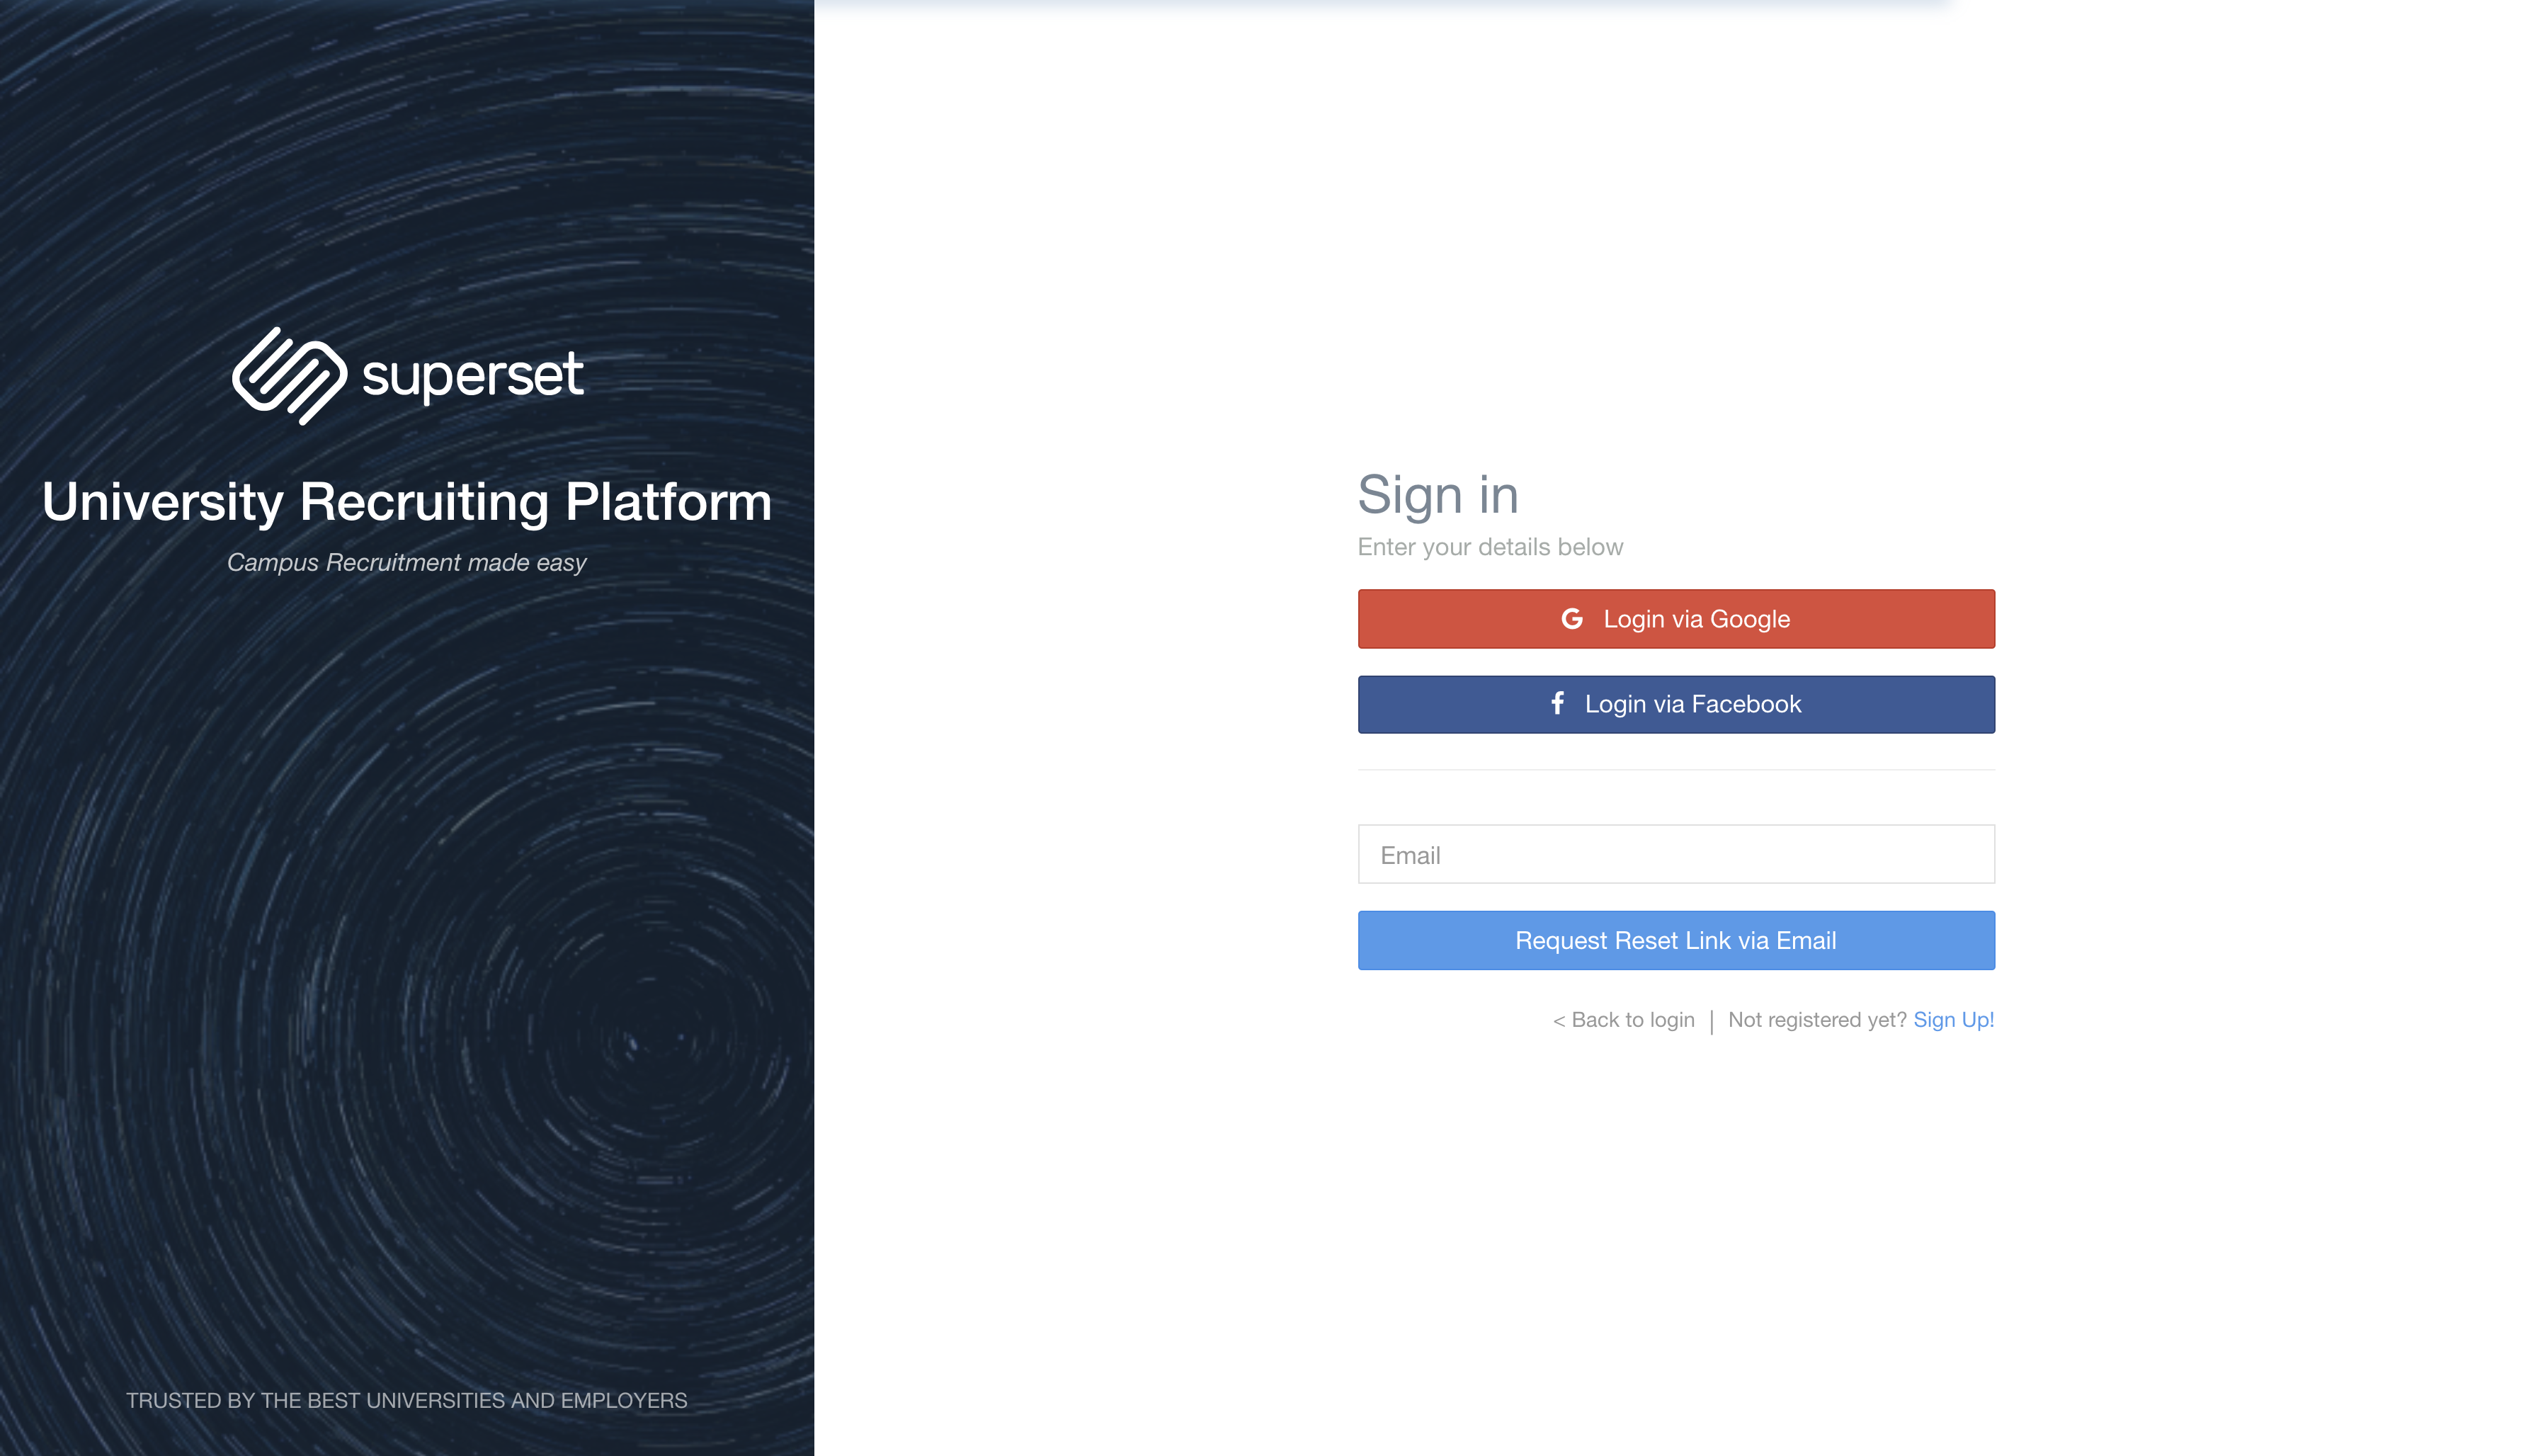 superset
University Recruiting Platform
Campus Recruitment made easy
TRUSTED BY THE BEST UNIVERSITIES AND EMPLOYERS
Sign in
Enter your details below
Login via Google
Login via Facebook
Email
Request Reset Link via Email
< Back to login | Not registered yet? Sign Up!